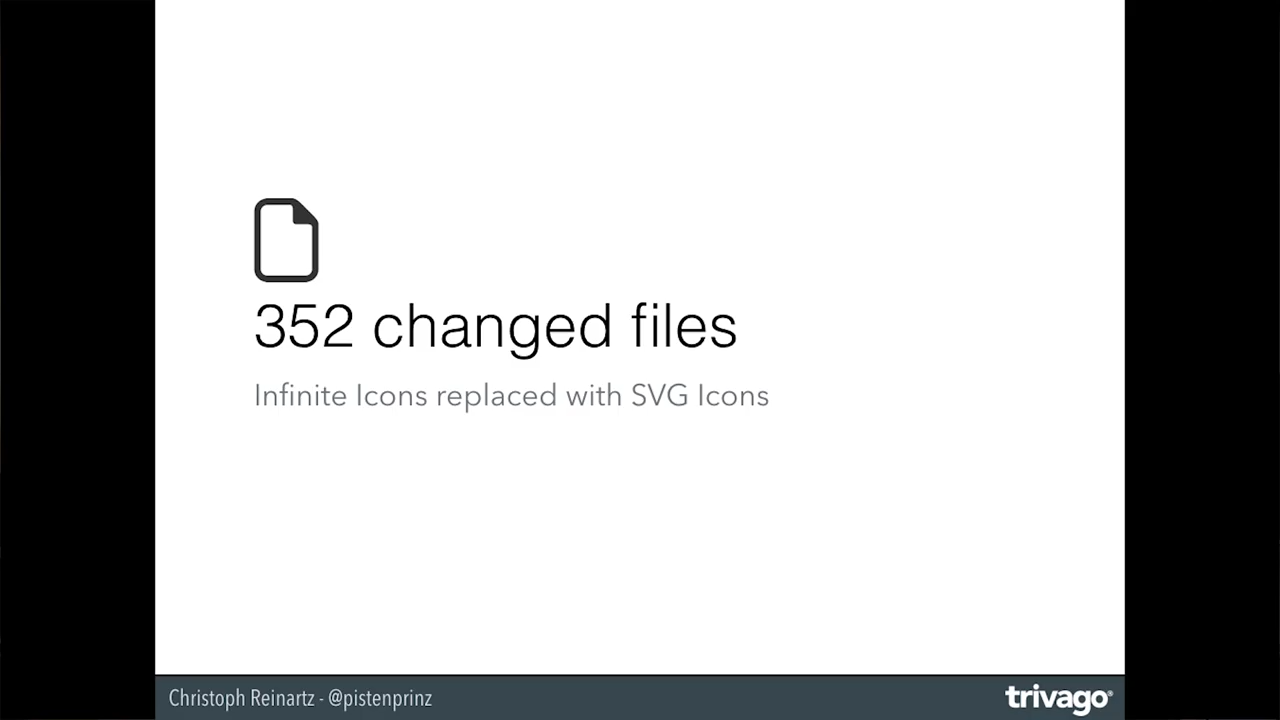 352 changed files
Infinite Icons replaced with SVG Icons
Christoph Reinartz - @pistenprinz
trivago®